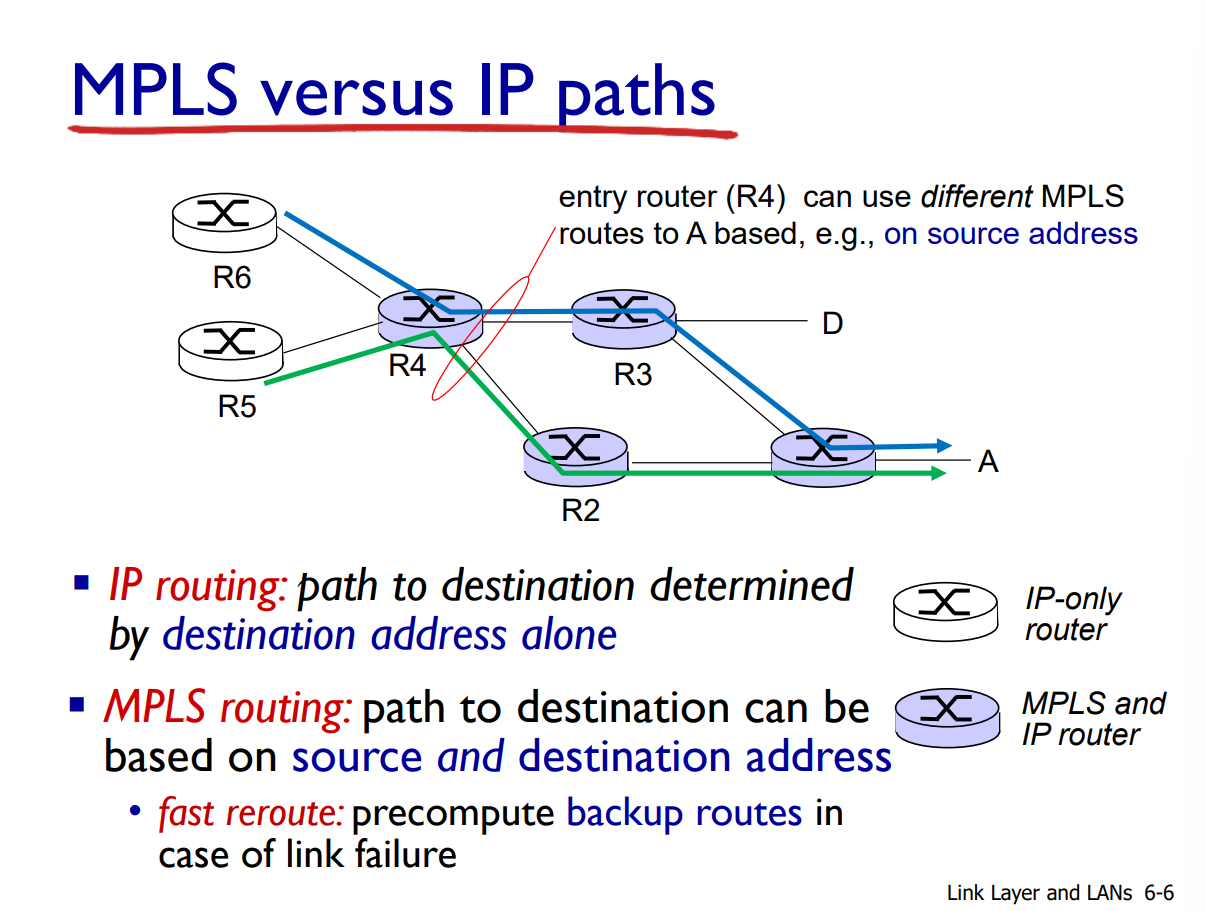 MPLS versus IP paths
entry router (R4)  can use different MPLS
routes to A based, e.g., on source address
R6
R4
D
R3
R5
A
R2
IP routing: path to destination determined
by destination address alone
IP-only
router
MPLS routing: path to destination can be
based on source and destination address
MPLS and
IP router
• fast reroute: precompute backup routes in
case of link failure
Link Layer and LANs 6-6